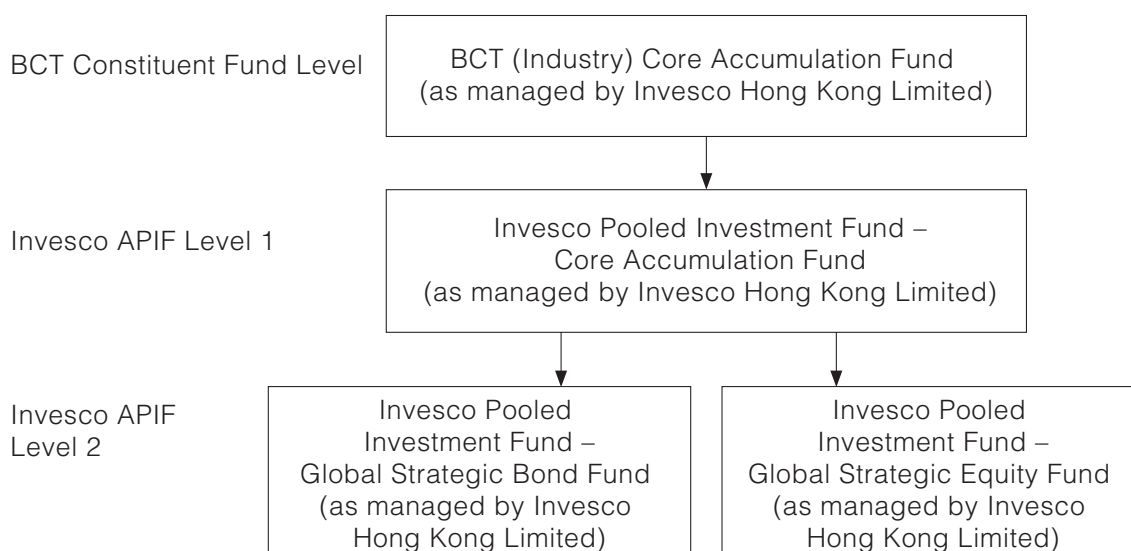 BCT Constituent Fund Level
BCT (Industry) Core Accumulation Fund
(as managed by Invesco Hong Kong Limited)
Invesco APIF Level 1
Invesco Pooled Investment Fund –
Core Accumulation Fund
(as managed by Invesco Hong Kong Limited)
Invesco APIF
Level 2
Invesco Pooled
Investment Fund –
Global Strategic Bond Fund
(as managed by Invesco
Hong Kong Limited)
Invesco Pooled
Investment Fund –
Global Strategic Equity Fund
(as managed by Invesco
Hong Kong Limited)